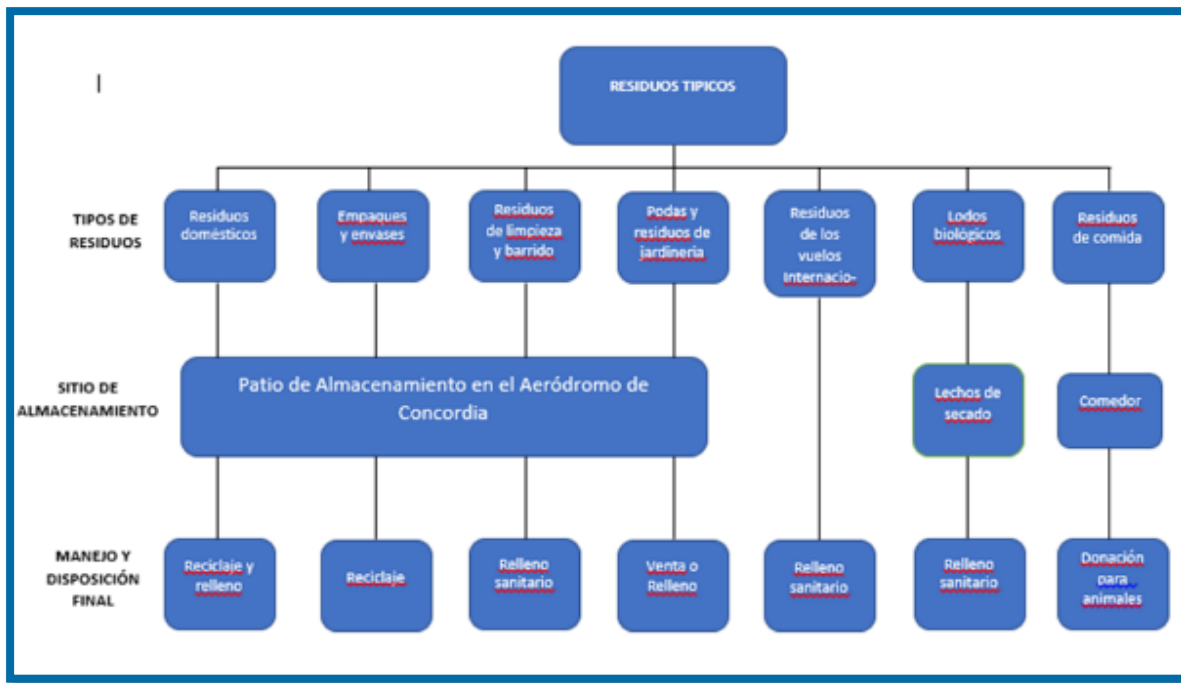 RESIDUOS TIPICOS
TIPOS DE
RESIDUOS
Residuos
domésticos
Empaques
y envases
Residuos
de limpieza
y barrido
Podas y
residuos de
jardineria
Residuos
de los
vuelos
Internacio-
Lodos
biológicos
Residuos
de comida
SITIO DE
ALMACENAMIENTO
Patio de Almacenamiento en el Aeródromo de
Concordia
Lechos de
secado
Comedor
MANEJO Y
DISPOSICIÓN
FINAL
Reciclaje y
relleno
Reciclaje
Relleno
sanitario
Venta o
Relleno
Relleno
sanitario
Relleno
sanitario
Donación
para
animales